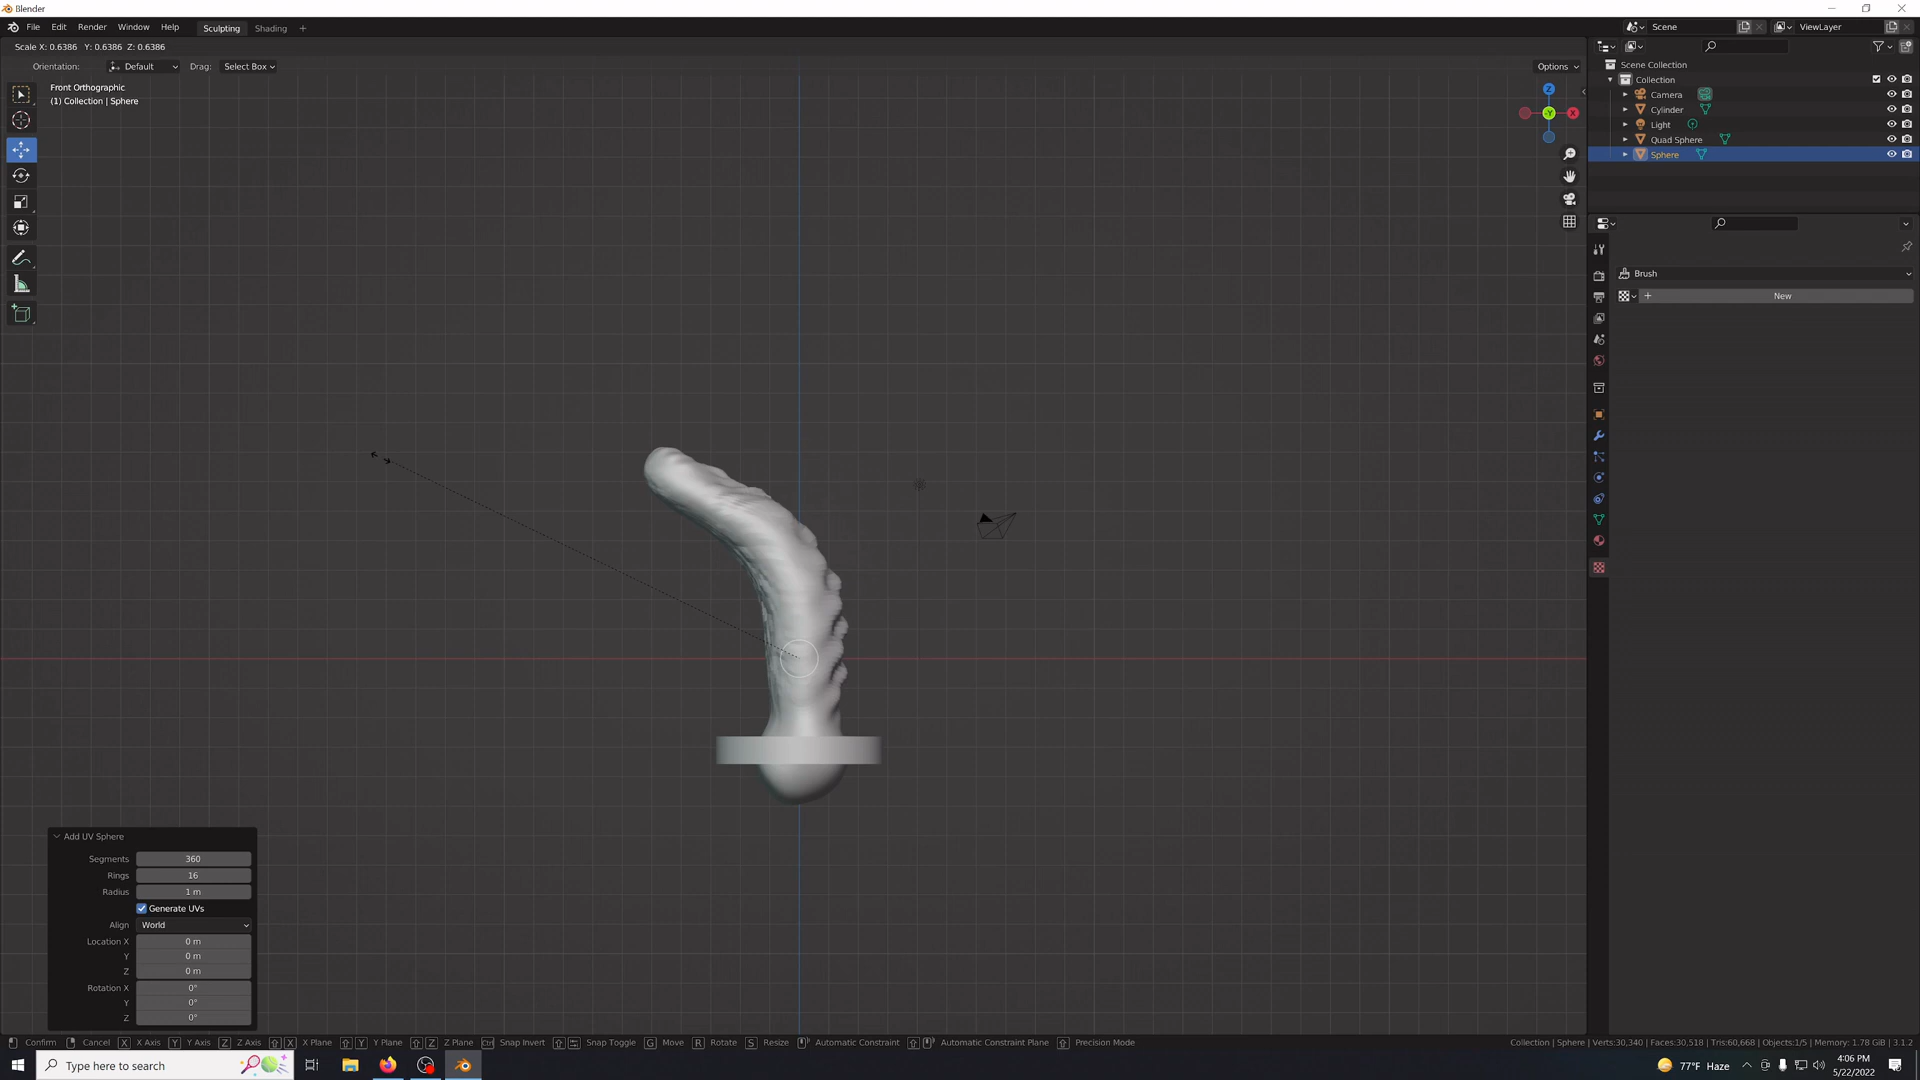 Blender
File Edit Render Window Help Sculpting Shading + Scene ViewLayer
Scale X: 0.6386 Y: 0.6386 Z: 0.6386
Orientation: Default Drag: Select Box Options
Front Orthographic
(1) Collection | Sphere
Z
-Y
X
Scene Collection
Collection
Camera
Cylinder
Light
Quad Sphere
Sphere
Brush
+ New
Add UV Sphere
Segments 360
Rings 16
Radius 1 m
Generate UVs
Align World
Location X 0 m
Y 0 m
Z 0 m
Rotation X 0°
Y 0°
Z 0°
Confirm Cancel X X Axis Y Y Axis Z Z Axis X X Plane Y Y Plane Z Z Plane Ctrl Snap Invert Snap Toggle G Move R Rotate S Resize Automatic Constraint Automatic Constraint Plane Precision Mode Collection | Sphere | Verts:30,340 | Faces:30,518 | Tris:60,668 | Objects:1/5 | Memory: 1.78 GiB | 3.1.2
Type here to search 77°F Haze 4:06 PM
5/22/2022